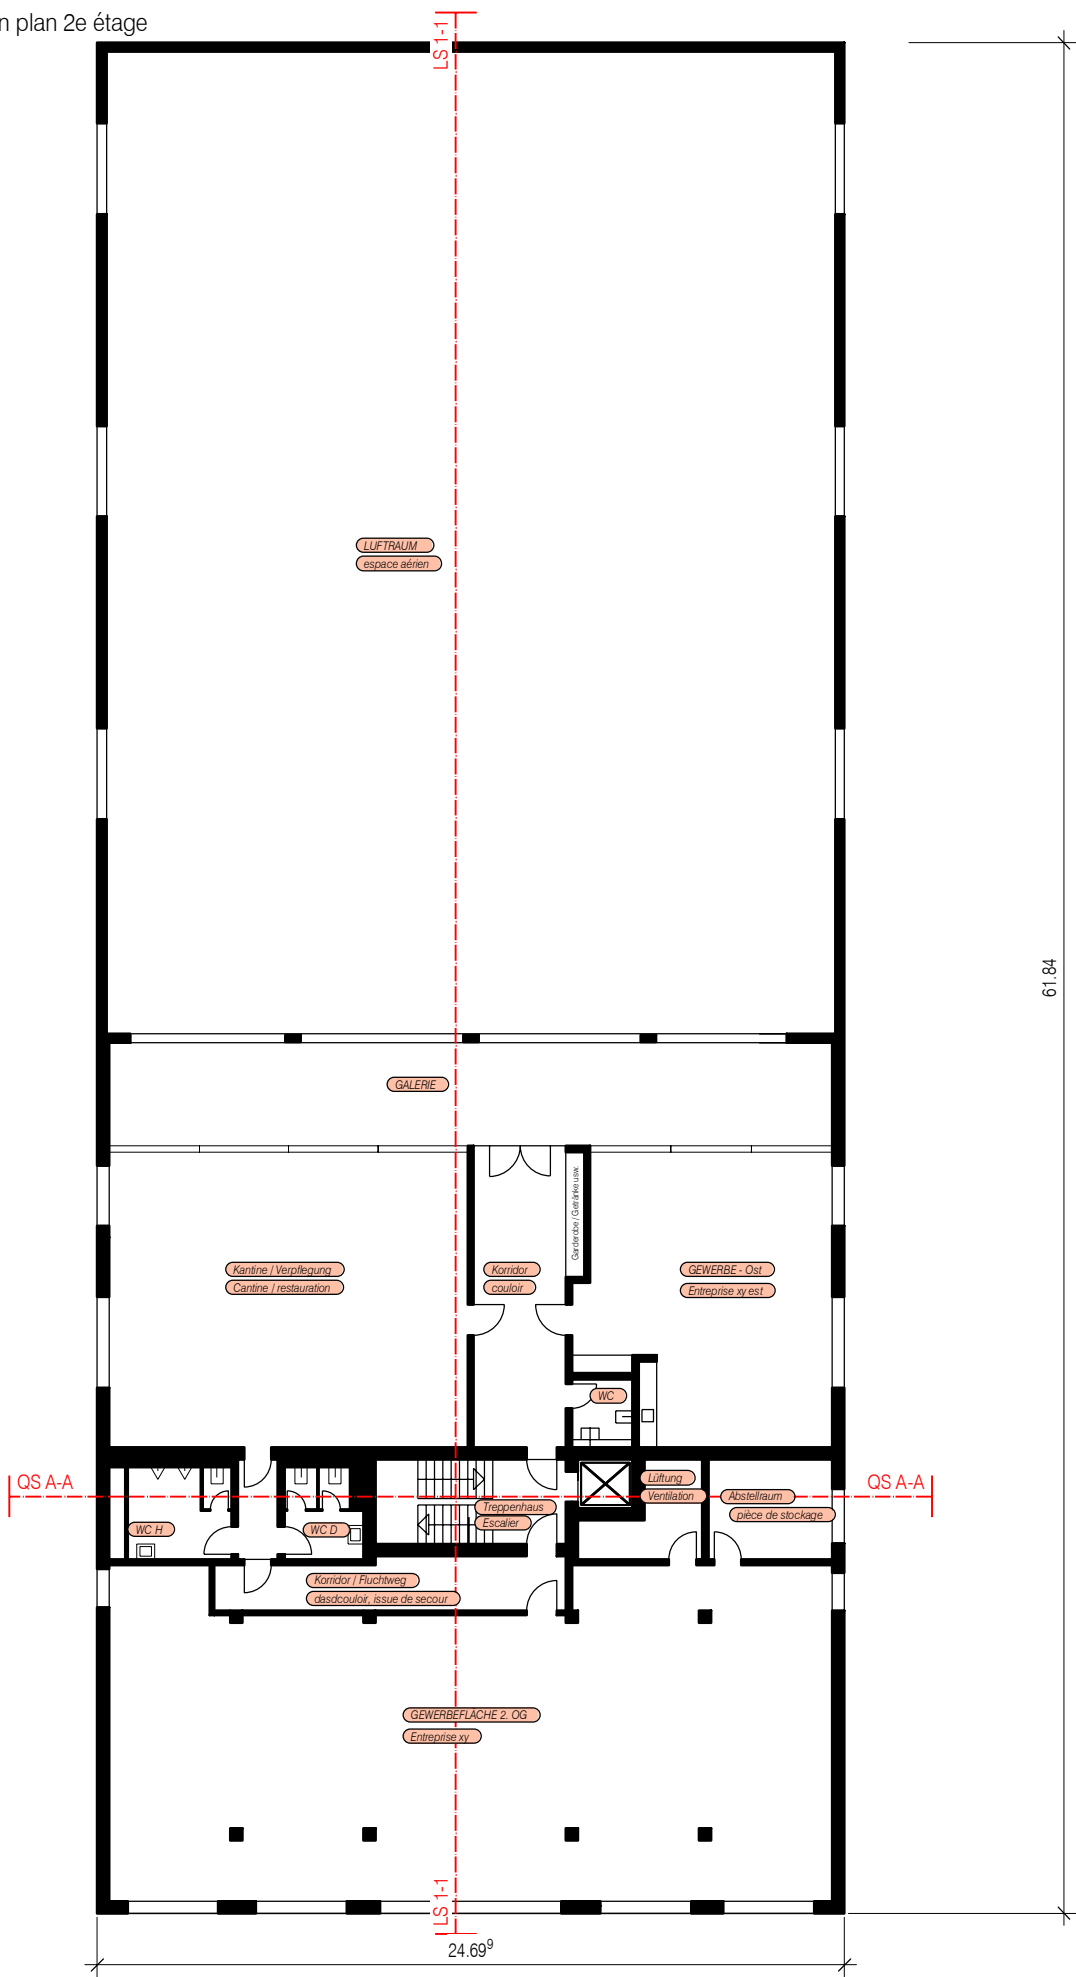 n plan 2e étage
LS 1-1
LUFTRAUM
espace aérien
61.84
GALERIE
Garderobe / Getränke usw.
Kantine / Verpflegung
Cantine / restauration
Korridor
couloir
GEWERBE - Ost
Entreprise xy est
WC
QS A-A
QS A-A
Lüftung
Ventilation
Abstellraum
pièce de stockage
Treppenhaus
Escalier
WC H
WC D
Korridor / Fluchtweg
dasdcouloir, issue de secour
GEWERBEFLÄCHE 2. OG
Entreprise xy
LS 1-1
24.69⁹